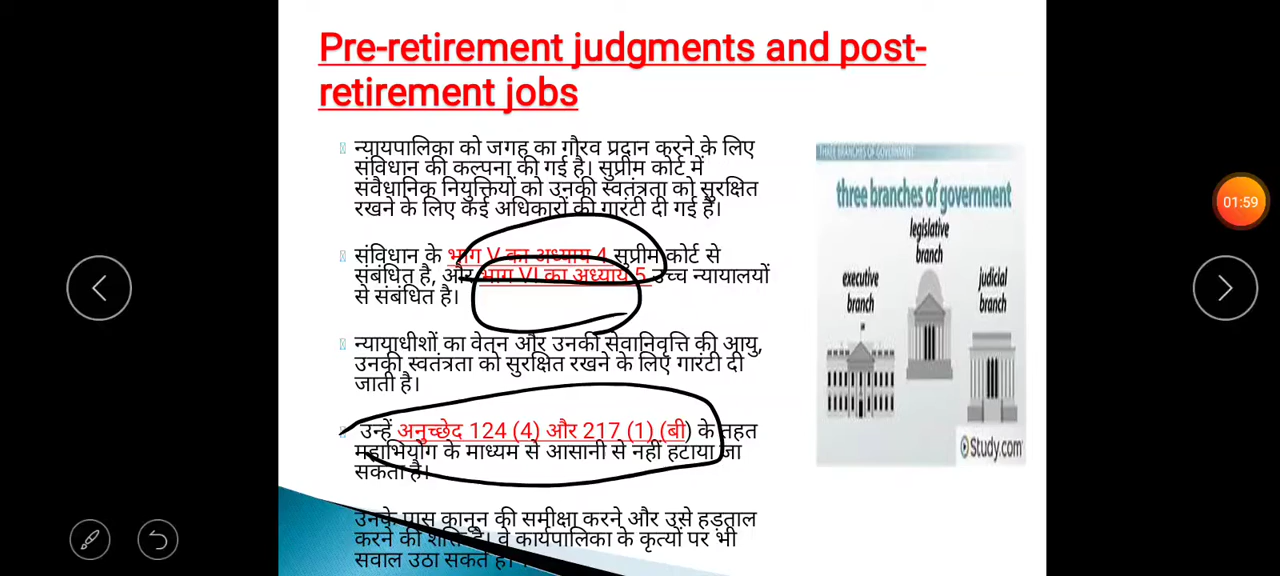 Pre-retirement judgments and post-
retirement jobs
न्यायपालिका को जगह का गौरव प्रदान करने के लिए
संविधान की कल्पना की गई है। सुप्रीम कोर्ट में
संवैधानिक नियुक्तियों को उनकी स्वतंत्रता को सुरक्षित
रखने के लिए कई अधिकारों की गारंटी दी गई है।
संविधान के भाग V का अध्याय 4 सुप्रीम कोर्ट से
संबंधित है, और भाग VI का अध्याय 5 उच्च न्यायालयों
से संबंधित है।
न्यायाधीशों का वेतन और उनकी सेवानिवृत्ति की आयु,
उनकी स्वतंत्रता को सुरक्षित रखने के लिए गारंटी दी
जाती है।
उन्हें अनुच्छेद 124 (4) और 217 (1) (बी) के तहत
महाभियोग के माध्यम से आसानी से नहीं हटाया जा
सकता है।
उनके पास कानून की समीक्षा करने और उसे हड़ताल
करने की शक्ति है। वे कार्यपालिका के कृत्यों पर भी
सवाल उठा सकते हैं।
THREE BRANCHES OF GOVERNMENT
three branches of government
legislative
branch
executive
branch
judicial
branch
Study.com
01:59